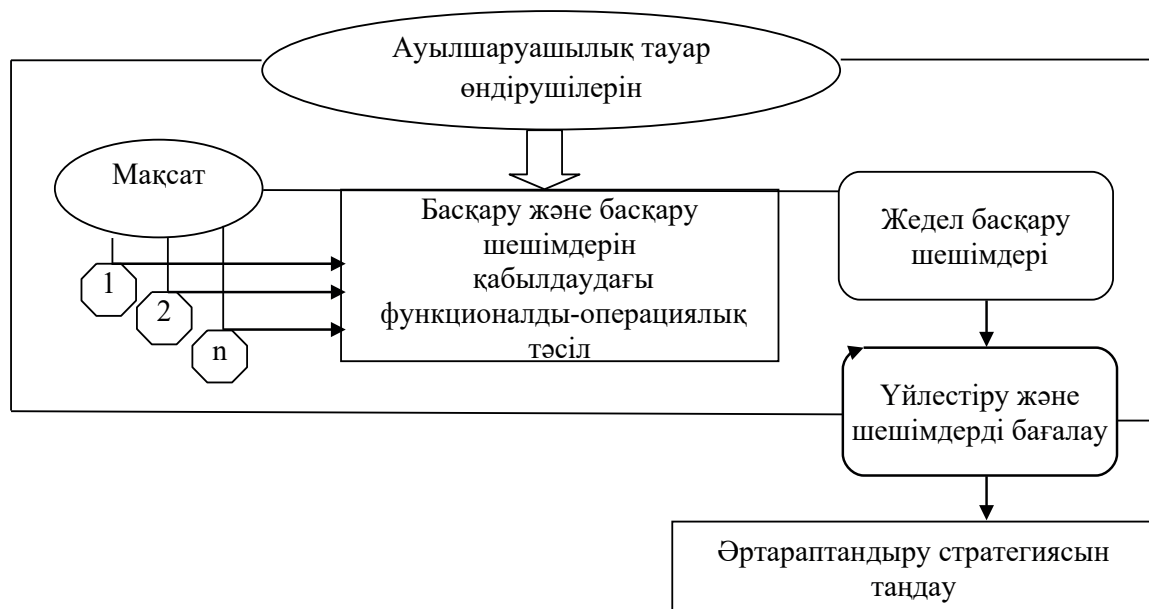 Ауылшаруашылық тауар
өндірушілерін
Мақсат
1
2
n
Басқару және басқару
шешімдерін
қабылдаудағы
функционалды-операциялық
тәсіл
Жедел басқару
шешімдері
Үйлестіру және
шешімдерді бағалау
Әртараптандыру стратегиясын
таңдау